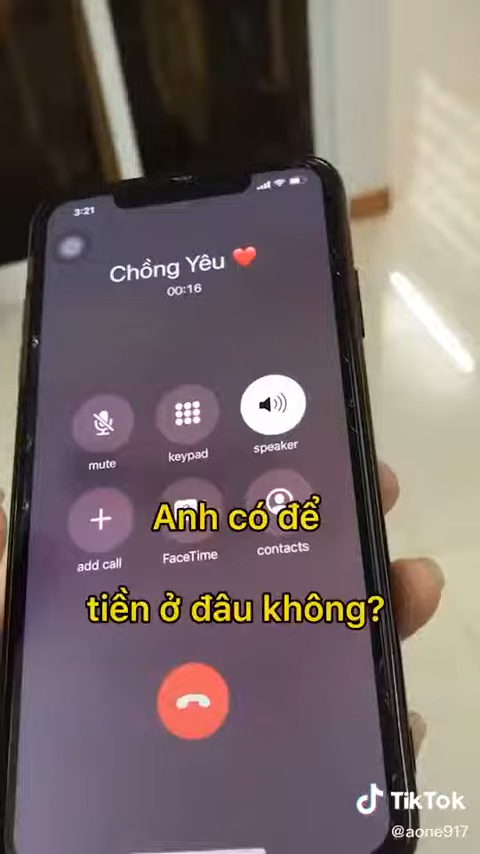 3:21
Chồng Yêu ❤️
00:16
mute
keypad
speaker
add call
FaceTime
contacts
Anh có để
tiền ở đâu không?
TikTok
@aone917